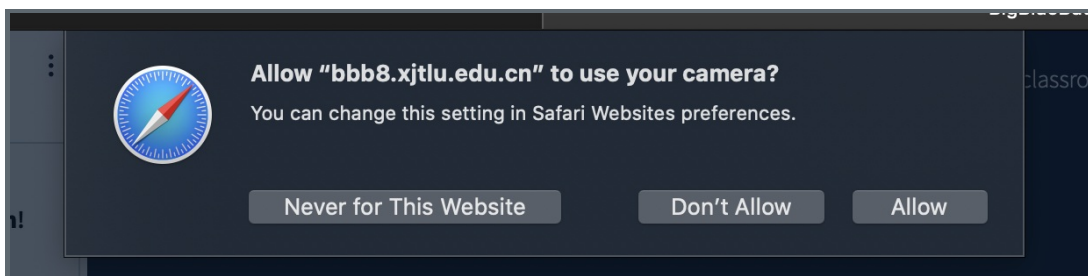 Allow “bbb8.xjtlu.edu.cn” to use your camera?
You can change this setting in Safari Websites preferences.
Never for This Website
Don’t Allow
Allow